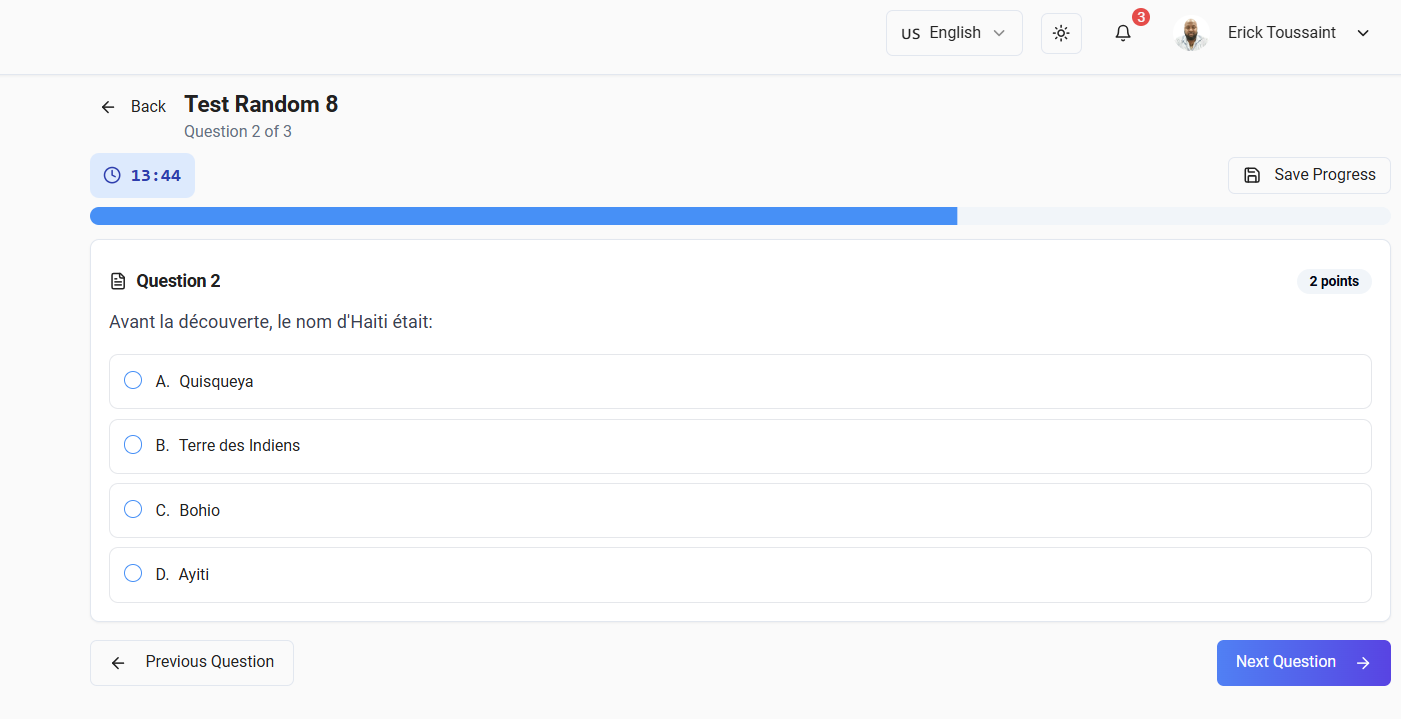 US English
3
Erick Toussaint
Back
Test Random 8
Question 2 of 3
13:44
Save Progress
Question 2
2 points
Avant la découverte, le nom d'Haiti était:
A. Quisqueya
B. Terre des Indiens
C. Bohio
D. Ayiti
Previous Question
Next Question